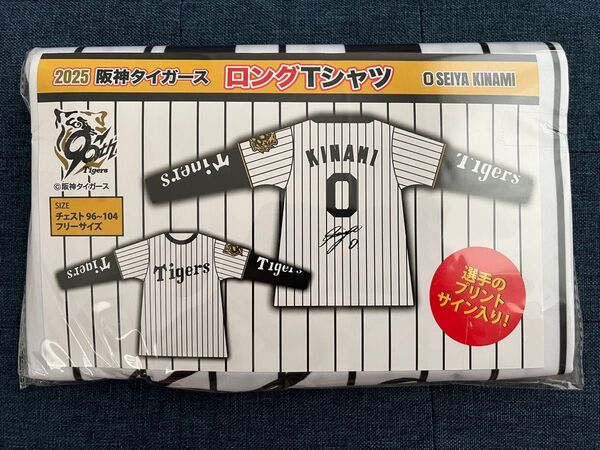 2025 阪神タイガース ロングTシャツ 0 SEIYA KINAMI
90th
Tigers
©阪神タイガース
SIZE
チェスト 96~104
フリーサイズ
Tigers
KINAMI
Tigers
0
0
Tigers
Tigers
Tigers
選手の
プリント
サイン入り!